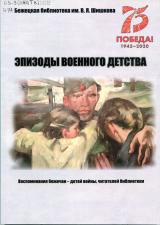 Бежецкая библиотека им. В. Я. Шишкова
75
ПОБЕДА!
1945-2020
ЭПИЗОДЫ ВОЕННОГО ДЕТСТВА
Воспоминания бежечан – детей войны, читателей библиотеки